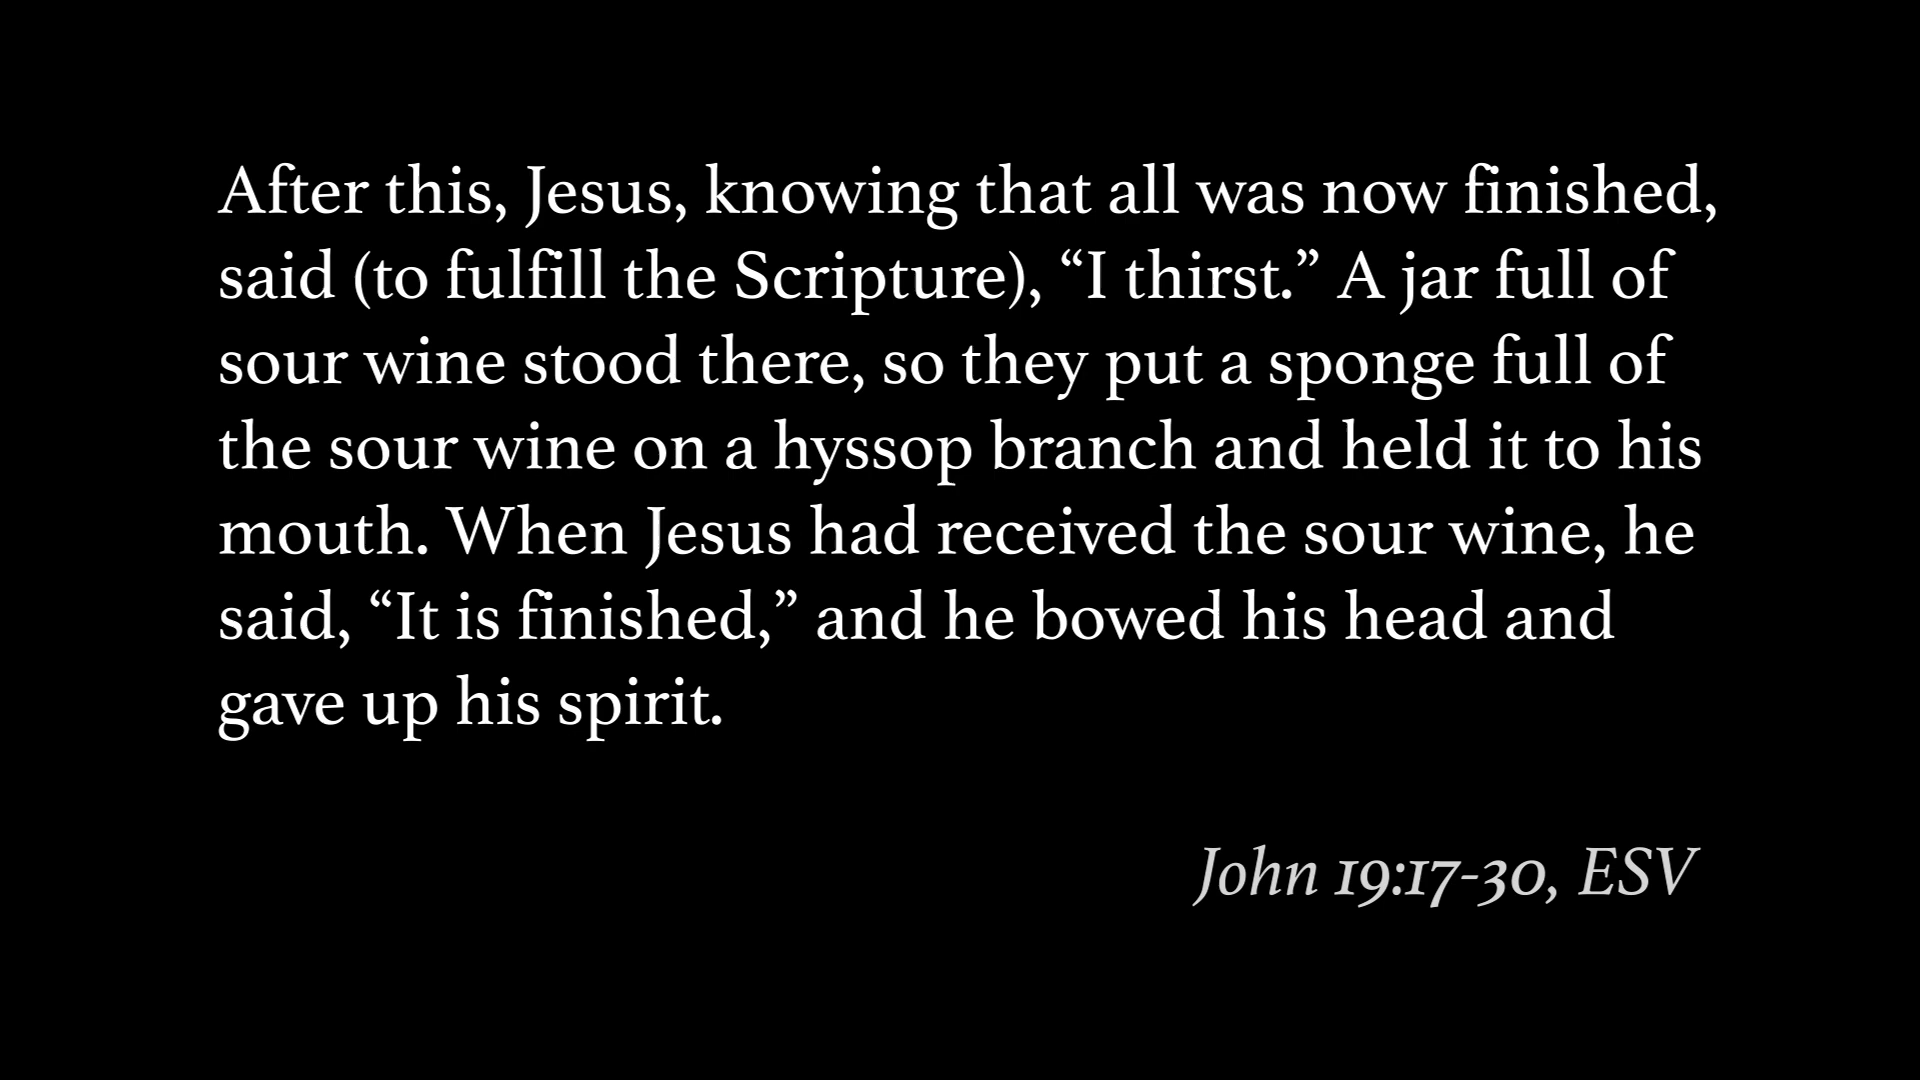 After this, Jesus, knowing that all was now finished,
said (to fulfill the Scripture), “I thirst.” A jar full of
sour wine stood there, so they put a sponge full of
the sour wine on a hyssop branch and held it to his
mouth. When Jesus had received the sour wine, he
said, “It is finished,” and he bowed his head and
gave up his spirit.
John 19:17-30, ESV